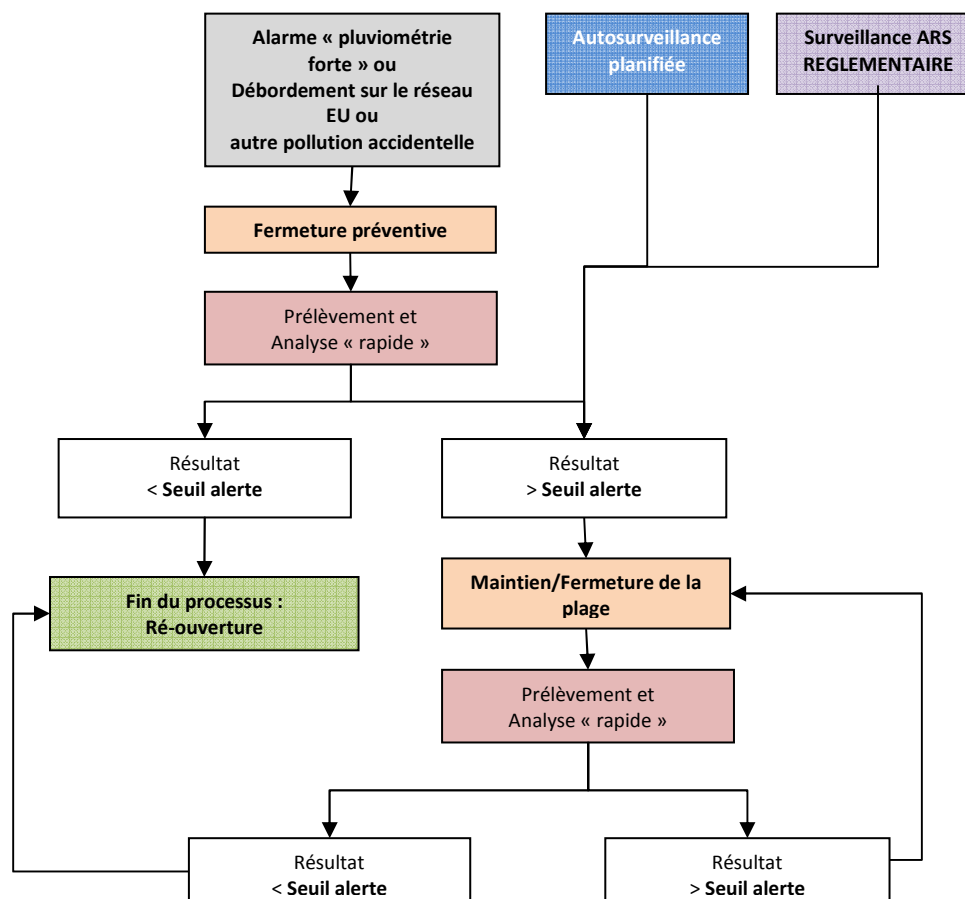 Alarme « pluviométrie
forte » ou
Débordement sur le réseau
EU ou
autre pollution accidentelle
Autosurveillance
planifiée
Surveillance ARS
REGLEMENTAIRE
Fermeture préventive
Prélèvement et
Analyse « rapide »
Résultat
< Seuil alerte
Résultat
> Seuil alerte
Fin du processus :
Ré-ouverture
Maintien/Fermeture de la
plage
Prélèvement et
Analyse « rapide »
Résultat
< Seuil alerte
Résultat
> Seuil alerte